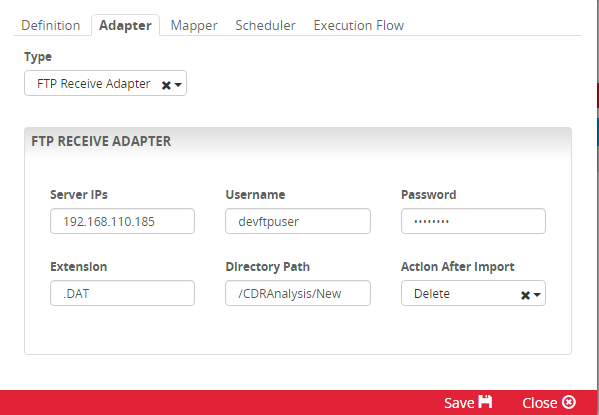 Definition Adapter Mapper Scheduler Execution Flow
Type
FTP Receive Adapter
FTP RECEIVE ADAPTER
Server IPs Username Password
192.168.110.185 devftpuser ········
Extension Directory Path Action After Import
.DAT /CDRAnalysis/New Delete
Save Close